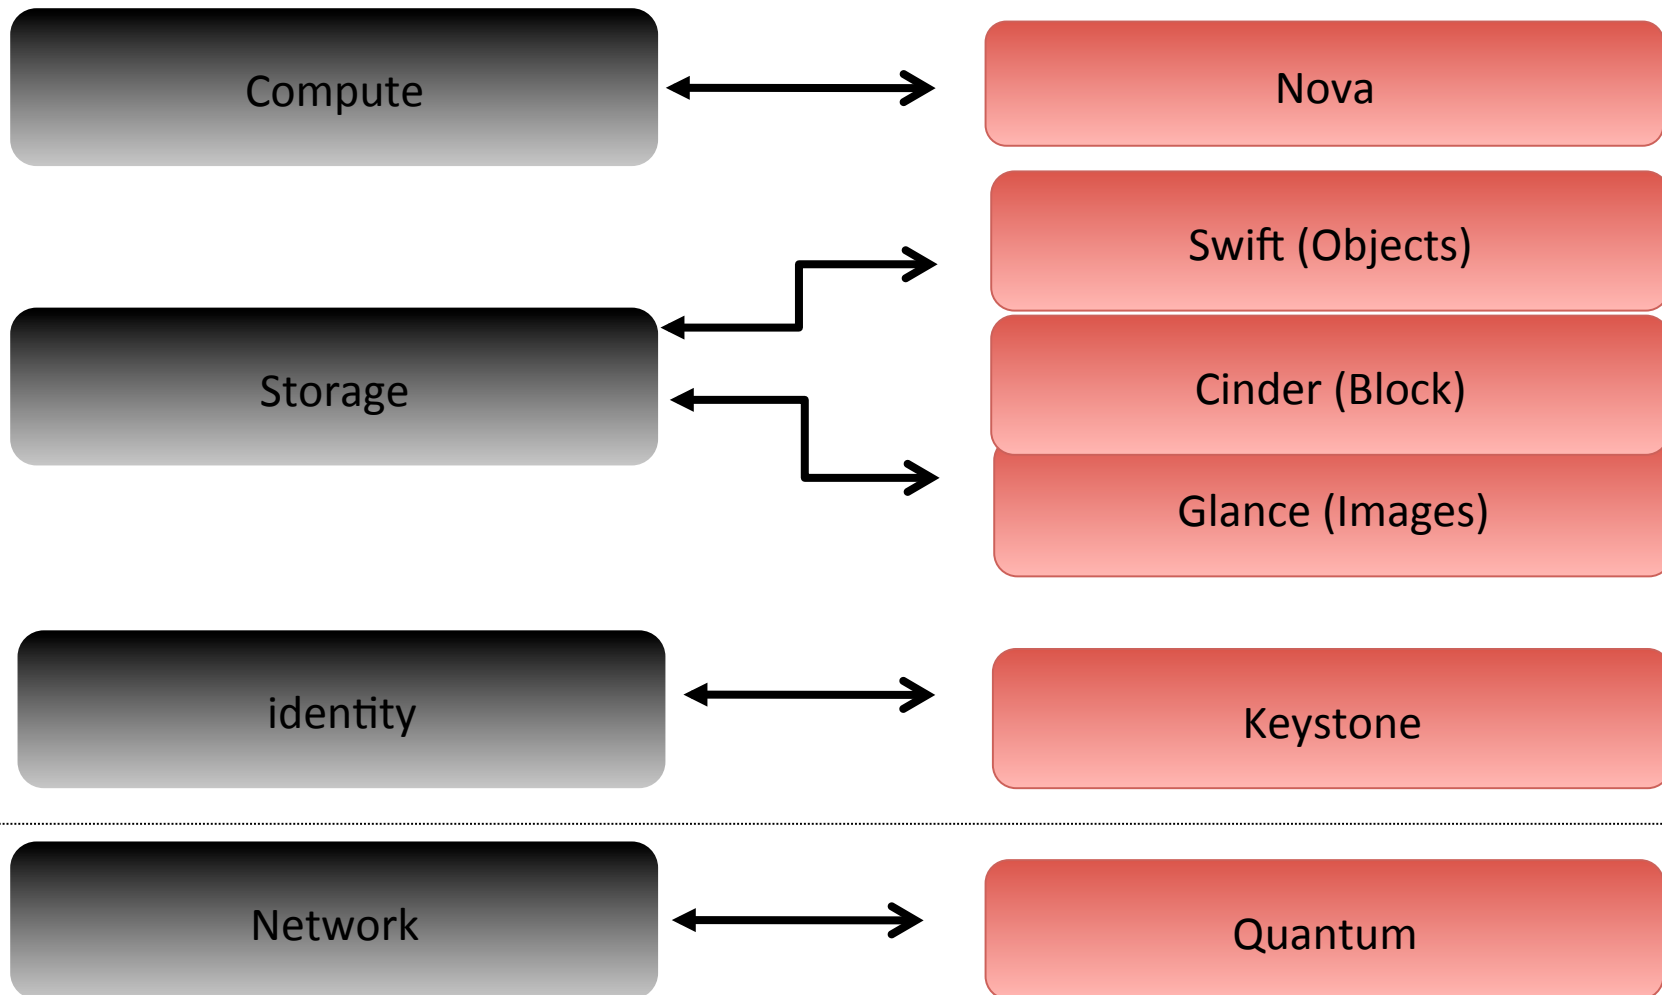 Compute
Nova
Swift (Objects)
Storage
Cinder (Block)
Glance (Images)
identity
Keystone
Network
Quantum